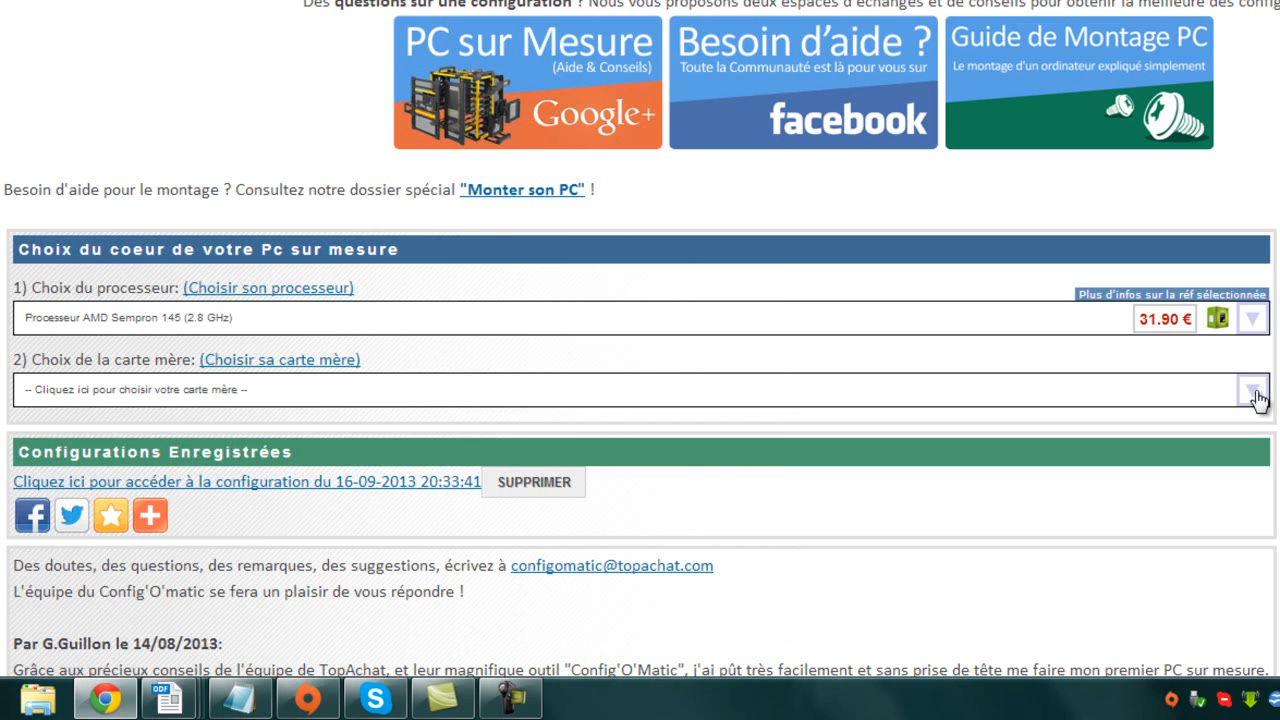 Des questions sur une configuration ? Nous vous proposons deux espaces d'échanges et de conseils pour obtenir la meilleure des
PC sur Mesure
(Aide & Conseils)
Google+
Besoin d'aide ?
Toute la Communauté est là pour vous sur
facebook
Guide de Montage PC
Le montage d'un ordinateur expliqué simplement
Besoin d'aide pour le montage ? Consultez notre dossier spécial "Monter son PC" !
Choix du coeur de votre Pc sur mesure
1) Choix du processeur: (Choisir son processeur)
Plus d'infos sur la réf sélectionnée
Processeur AMD Sempron 145 (2.8 GHz)
31.90 €
2) Choix de la carte mère: (Choisir sa carte mère)
-- Cliquez ici pour choisir votre carte mère --
Configurations Enregistrées
Cliquez ici pour accéder à la configuration du 16-09-2013 20:33:41 SUPPRIMER
Des doutes, des questions, des remarques, des suggestions, écrivez à configomatic@topachat.com
L'équipe du Config'O'matic se fera un plaisir de vous répondre !
Par G.Guillon le 14/08/2013:
Grâce aux précieux conseils de l'équipe de TopAchat, et leur magnifique outil "Config'O'Matic", j'ai pût très facilement et sans prise de tête me faire mon premier PC sur mesure.
ODF